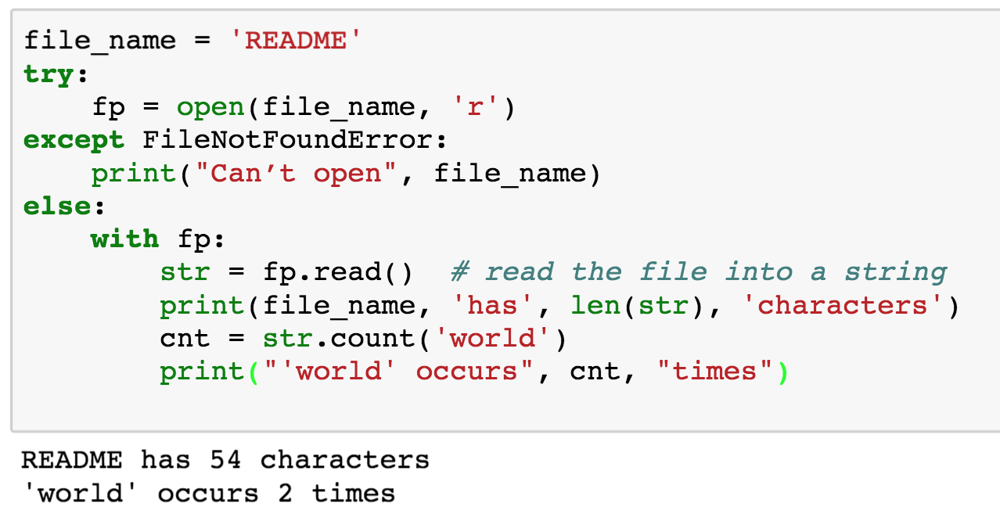 file_name = 'README'
try:
    fp = open(file_name, 'r')
except FileNotFoundError:
    print("Can’t open", file_name)
else:
    with fp:
        str = fp.read()  # read the file into a string
        print(file_name, 'has', len(str), 'characters')
        cnt = str.count('world')
        print("'world' occurs", cnt, "times")
README has 54 characters
'world' occurs 2 times